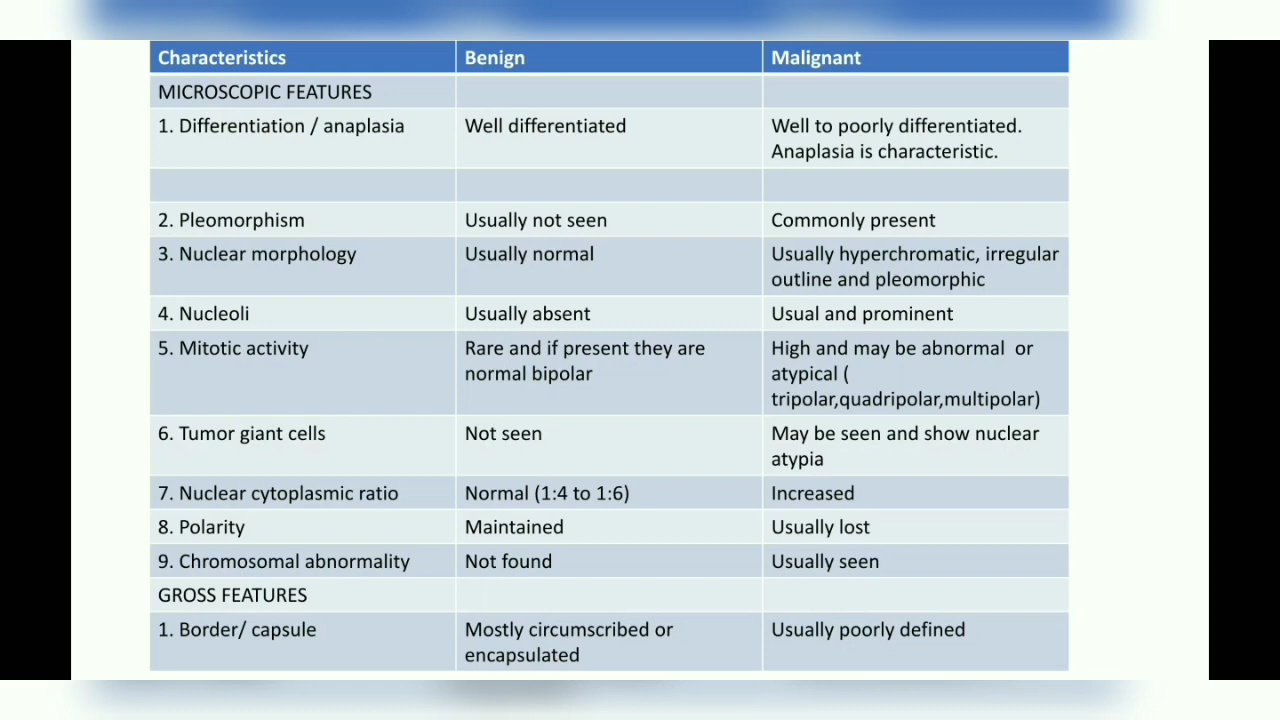 Characteristics Benign Malignant
MICROSCOPIC FEATURES
1. Differentiation / anaplasia Well differentiated Well to poorly differentiated.
Anaplasia is characteristic.
2. Pleomorphism Usually not seen Commonly present
3. Nuclear morphology Usually normal Usually hyperchromatic, irregular
outline and pleomorphic
4. Nucleoli Usually absent Usual and prominent
5. Mitotic activity Rare and if present they are High and may be abnormal or
normal bipolar atypical (
tripolar,quadripolar,multipolar)
6. Tumor giant cells Not seen May be seen and show nuclear
atypia
7. Nuclear cytoplasmic ratio Normal (1:4 to 1:6) Increased
8. Polarity Maintained Usually lost
9. Chromosomal abnormality Not found Usually seen
GROSS FEATURES
1. Border/ capsule Mostly circumscribed or Usually poorly defined
encapsulated